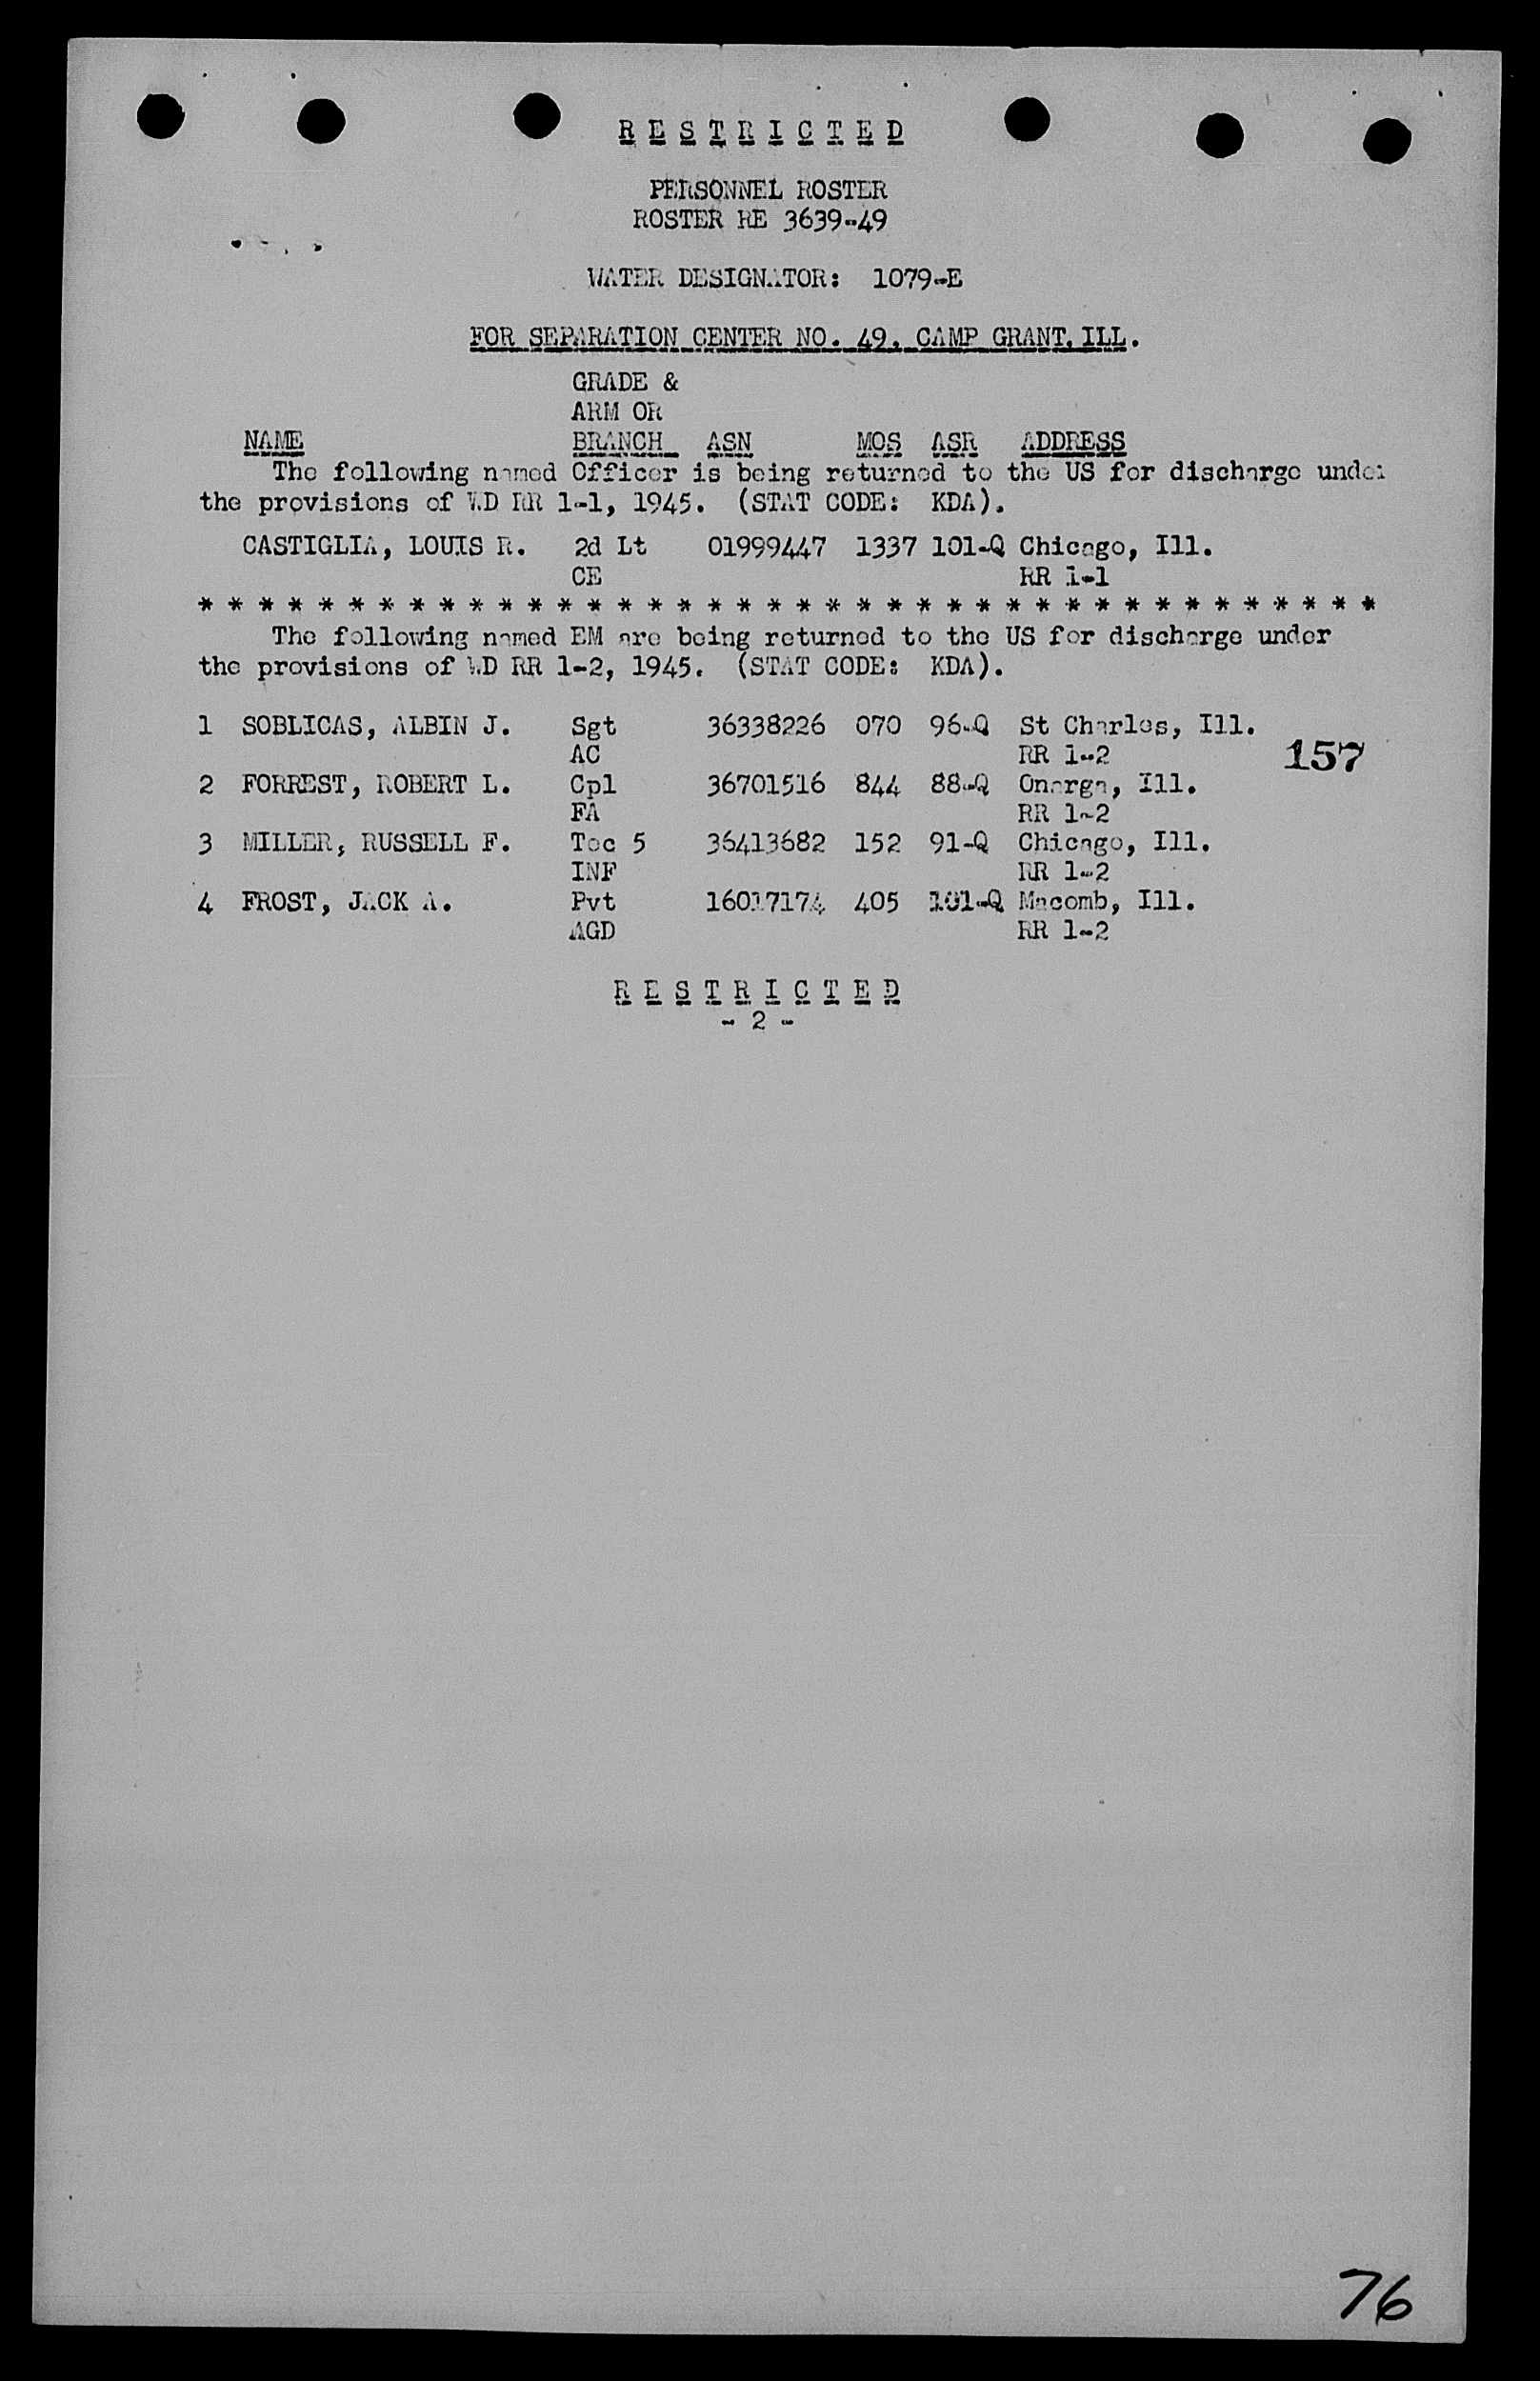 RESTRICTED
PERSONNEL ROSTER
ROSTER RE 3639-49
WATER DESIGNATOR: 1079-E
FOR SEPARATION CENTER NO. 49, CAMP GRANT, ILL.
GRADE &
ARM OR
NAME BRANCH ASN MOS ASR ADDRESS
The following named Officer is being returned to the US for discharge under
the provisions of WD RR 1-1, 1945. (STAT CODE: KDA).
CASTIGLIA, LOUIS R. 2d Lt 01999447 1337 101-Q Chicago, Ill.
CE RR 1-1
* * * * * * * * * * * * * * * * * * * * * * * * * * * * * * * * * * * * * * * *
The following named EM are being returned to the US for discharge under
the provisions of WD RR 1-2, 1945. (STAT CODE: KDA).
1 SOBLICAS, ALBIN J. Sgt 36338226 070 96-Q St Charles, Ill.
AC RR 1-2 157
2 FORREST, ROBERT L. Cpl 36701516 844 88-Q Onarga, Ill.
FA RR 1-2
3 MILLER, RUSSELL F. Tec 5 36413682 152 91-Q Chicago, Ill.
INF RR 1-2
4 FROST, JACK A. Pvt 16017174 405 101-Q Macomb, Ill.
AGD RR 1-2
RESTRICTED
- 2 -
76